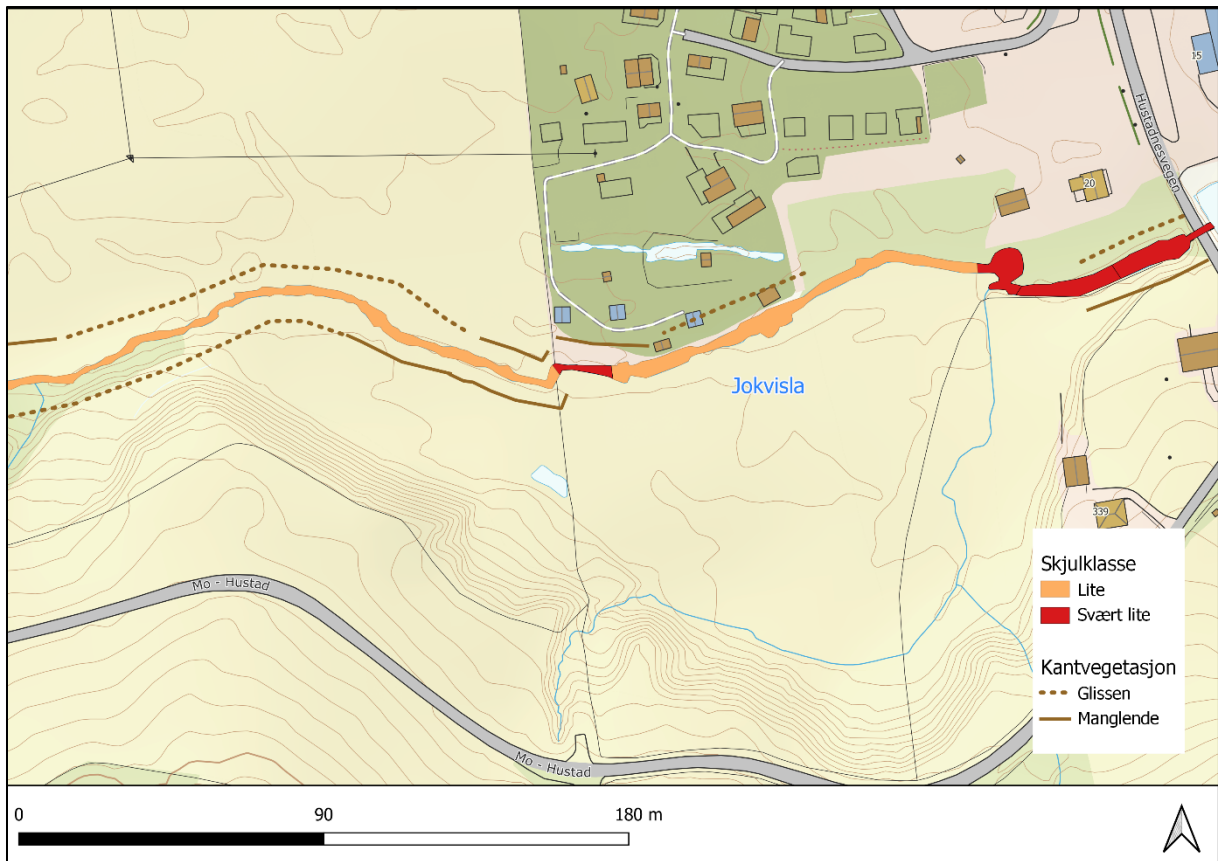 15
Hustadnesvegen
20
Jokvisla
339
Mo - Hustad
Mo - Hustad
Skjulklasse
Lite
Svært lite
Kantvegetasjon
Glissen
Manglende
0
90
180 m